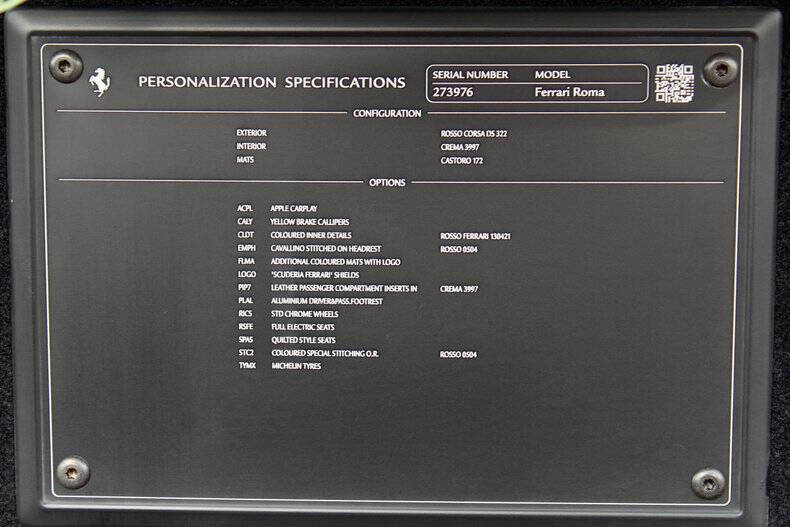 PERSONALIZATION SPECIFICATIONS
SERIAL NUMBER MODEL
273976 Ferrari Roma
CONFIGURATION
EXTERIOR ROSSO CORSA DS 322
INTERIOR CREMA 3997
MATS CASTORO 172
OPTIONS
ACPL APPLE CARPLAY
CALY YELLOW BRAKE CALLIPERS
CLDT COLOURED INNER DETAILS ROSSO FERRARI 130421
EMPH CAVALLINO STITCHED ON HEADREST ROSSO 0504
FLMA ADDITIONAL COLOURED MATS WITH LOGO
LOGO "SCUDERIA FERRARI" SHIELDS
PIP7 LEATHER PASSENGER COMPARTMENT INSERTS IN CREMA 3997
PLAL ALUMINIUM DRIVER&PASS.FOOTREST
RIC5 STD CHROME WHEELS
RSFE FULL ELECTRIC SEATS
SPAS QUILTED STYLE SEATS
STC2 COLOURED SPECIAL STITCHING O.R. ROSSO 0504
TYMX MICHELIN TYRES